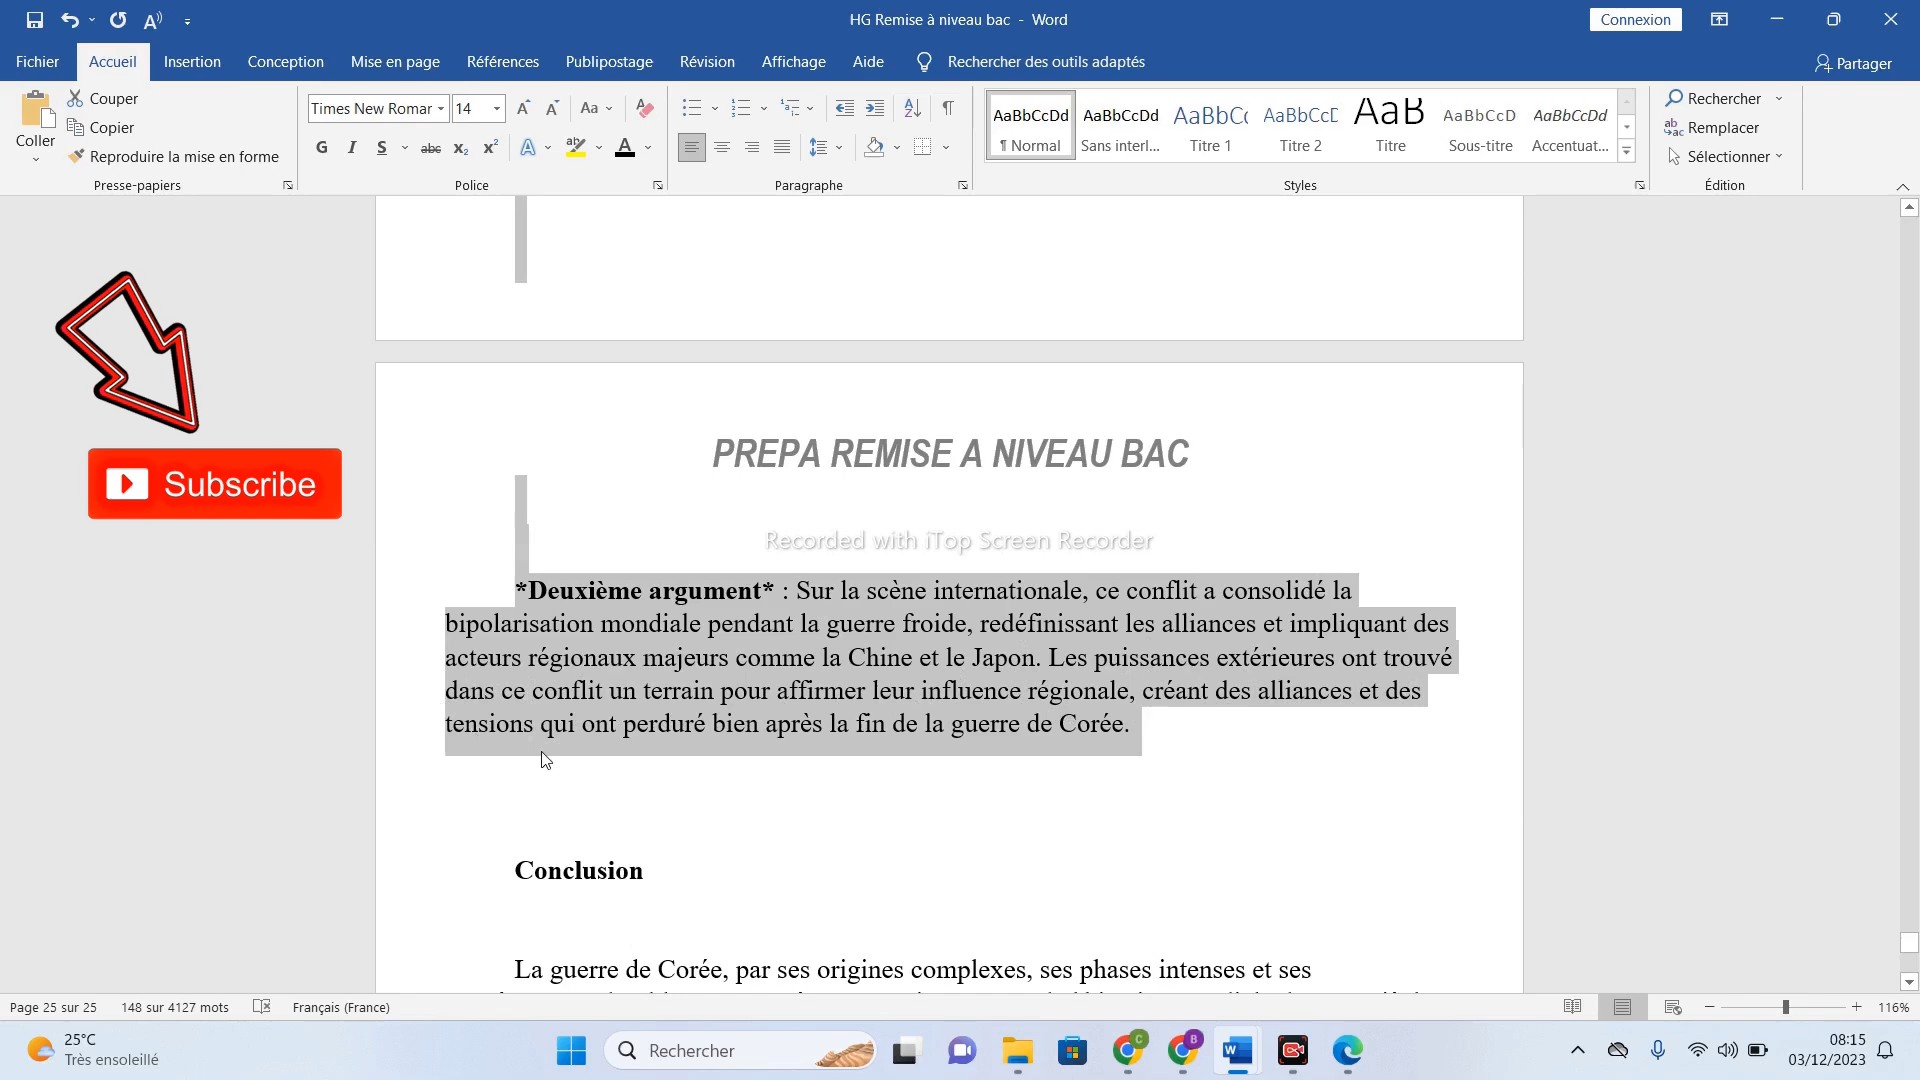 HG Remise à niveau bac - Word
Connexion
Fichier Accueil Insertion Conception Mise en page Références Publipostage Révision Affichage Aide Rechercher des outils adaptés Partager
Coller
Couper
Copier
Reproduire la mise en forme
Presse-papiers
Times New Romar 14
Aa
G I S abc x₂ x² A A
Police
Paragraphe
AaBbCcDd AaBbCcDd AaBbCc AaBbCcD AaB AaBbCcD AaBbCcDd
¶ Normal Sans interl... Titre 1 Titre 2 Titre Sous-titre Accentuat...
Styles
Rechercher
Remplacer
Sélectionner
Édition
Subscribe
PREPA REMISE A NIVEAU BAC
Recorded with iTop Screen Recorder
*Deuxième argument* : Sur la scène internationale, ce conflit a consolidé la
bipolarisation mondiale pendant la guerre froide, redéfinissant les alliances et impliquant des
acteurs régionaux majeurs comme la Chine et le Japon. Les puissances extérieures ont trouvé
dans ce conflit un terrain pour affirmer leur influence régionale, créant des alliances et des
tensions qui ont perduré bien après la fin de la guerre de Corée.
Conclusion
La guerre de Corée, par ses origines complexes, ses phases intenses et ses
Page 25 sur 25 148 sur 4127 mots Français (France) 116%
25°C
Très ensoleillé
Rechercher
08:15
03/12/2023